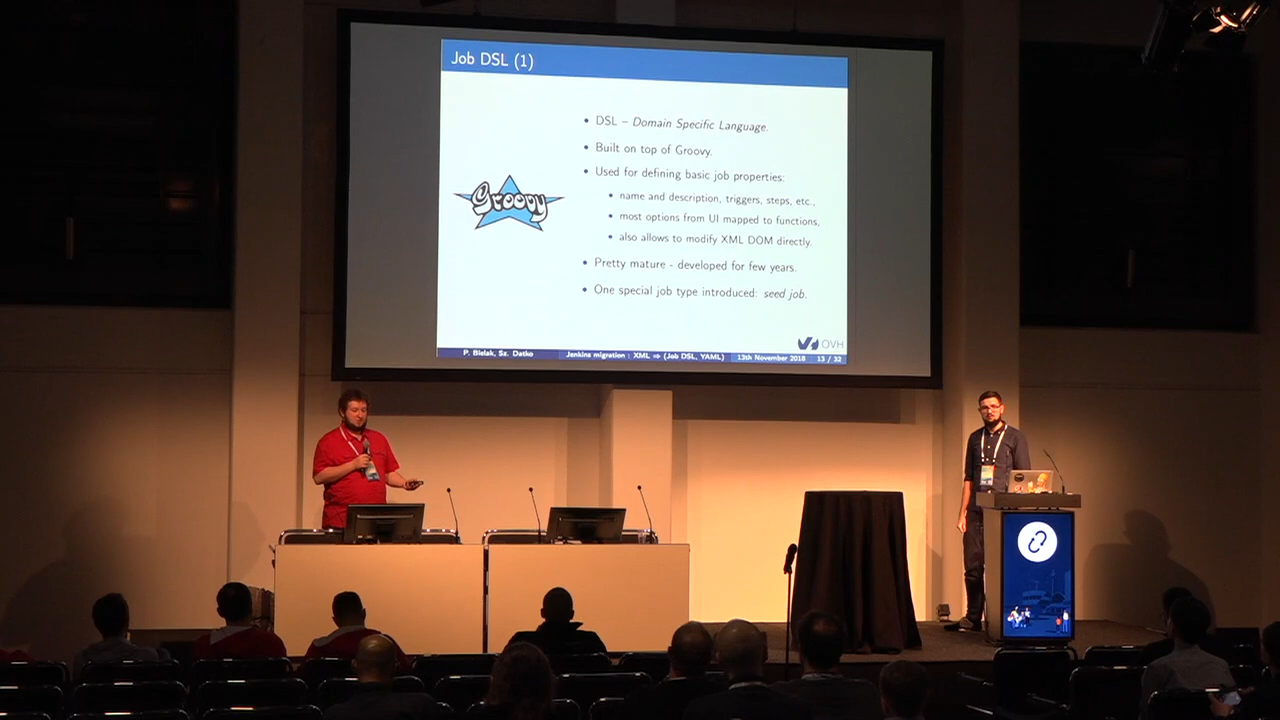 Job DSL (1)
• DSL – Domain Specific Language.
• Built on top of Groovy.
• Used for defining basic job properties:
• name and description, triggers, steps, etc.,
• most options from UI mapped to functions,
• also allows to modify XML DOM directly.
• Pretty mature - developed for few years.
• One special job type introduced: seed job.
Groovy
OVH
P. Bielak, Sz. Datko Jenkins migration : XML ⇒ (Job DSL, YAML) 13th November 2018 13 / 32